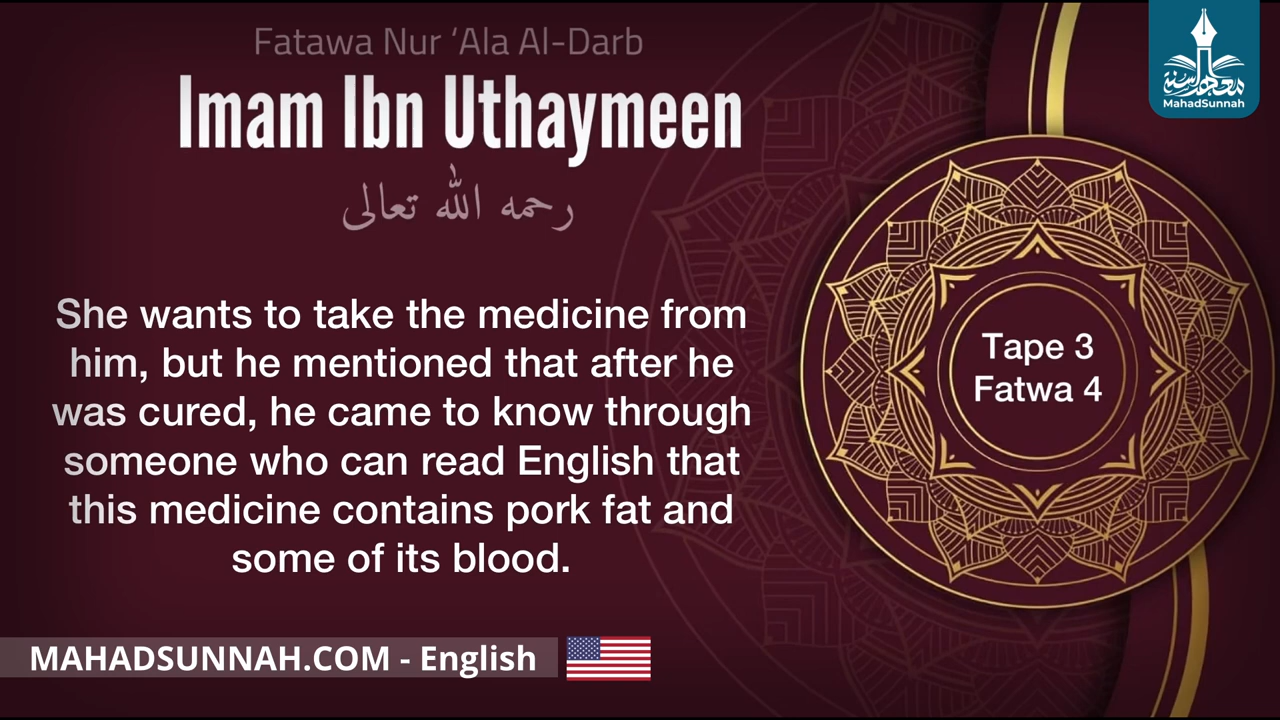 Fatawa Nur ‘Ala Al-Darb
Imam Ibn Uthaymeen
رحمه الله تعالى
She wants to take the medicine from
him, but he mentioned that after he
was cured, he came to know through
someone who can read English that
this medicine contains pork fat and
some of its blood.
Tape 3
Fatwa 4
معهد السنة
MahadSunnah
MAHADSUNNAH.COM - English